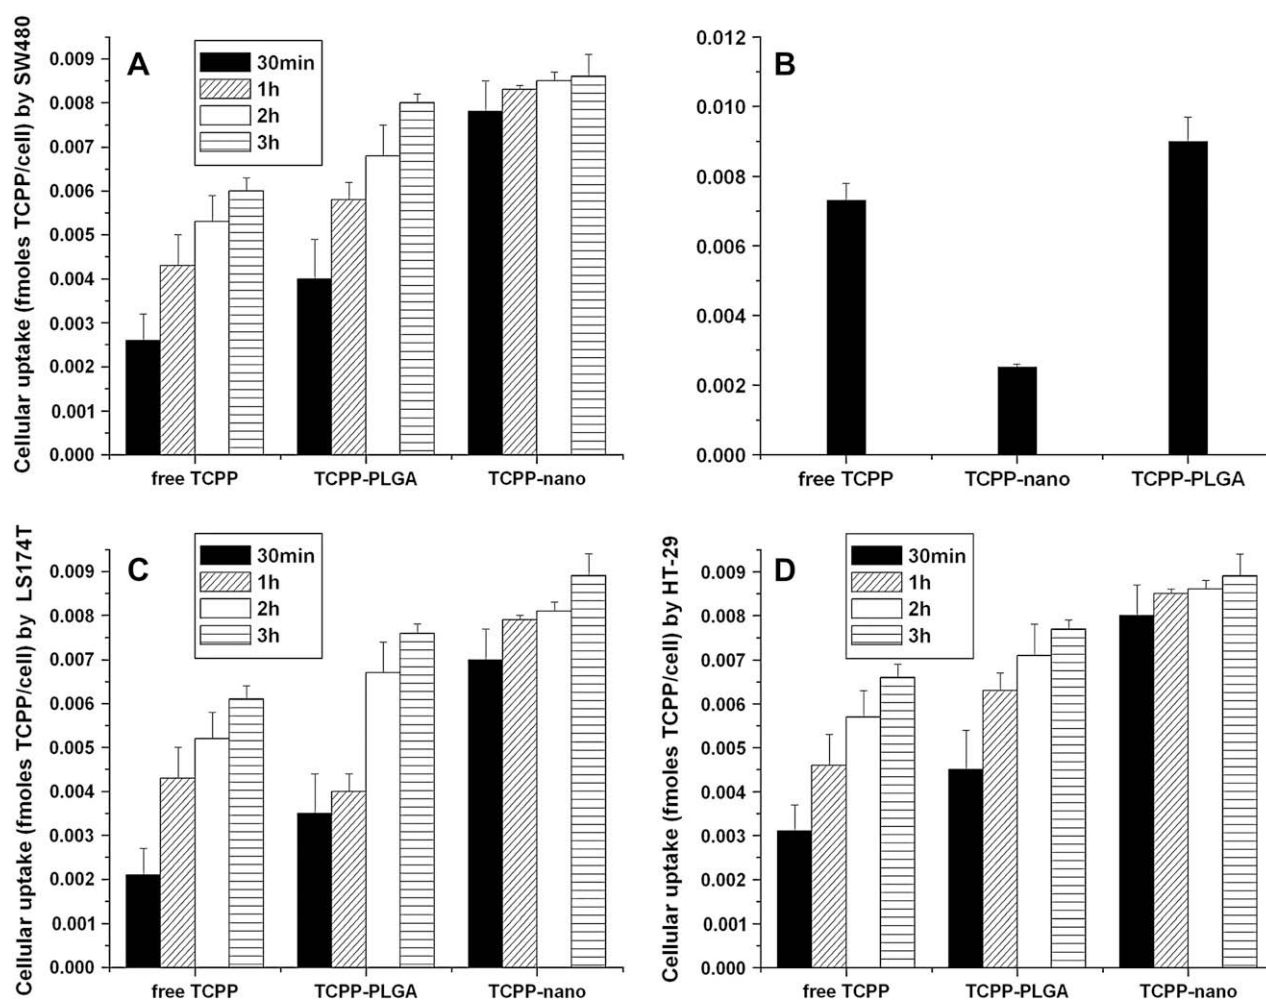 Cellular uptake (fmoles TCPP/cell) by SW480
A
30min
1h
2h
3h
0.009
0.008
0.007
0.006
0.005
0.004
0.003
0.002
0.001
0.000
free TCPP
TCPP-PLGA
TCPP-nano
B
0.012
0.010
0.008
0.006
0.004
0.002
0.000
free TCPP
TCPP-nano
TCPP-PLGA
Cellular uptake (fmoles TCPP/cell) by LS174T
C
30min
1h
2h
3h
0.009
0.008
0.007
0.006
0.005
0.004
0.003
0.002
0.001
0.000
free TCPP
TCPP-PLGA
TCPP-nano
Cellular uptake (fmoles TCPP/cell) by HT-29
D
30min
1h
2h
3h
0.009
0.008
0.007
0.006
0.005
0.004
0.003
0.002
0.001
0.000
free TCPP
TCPP-PLGA
TCPP-nano